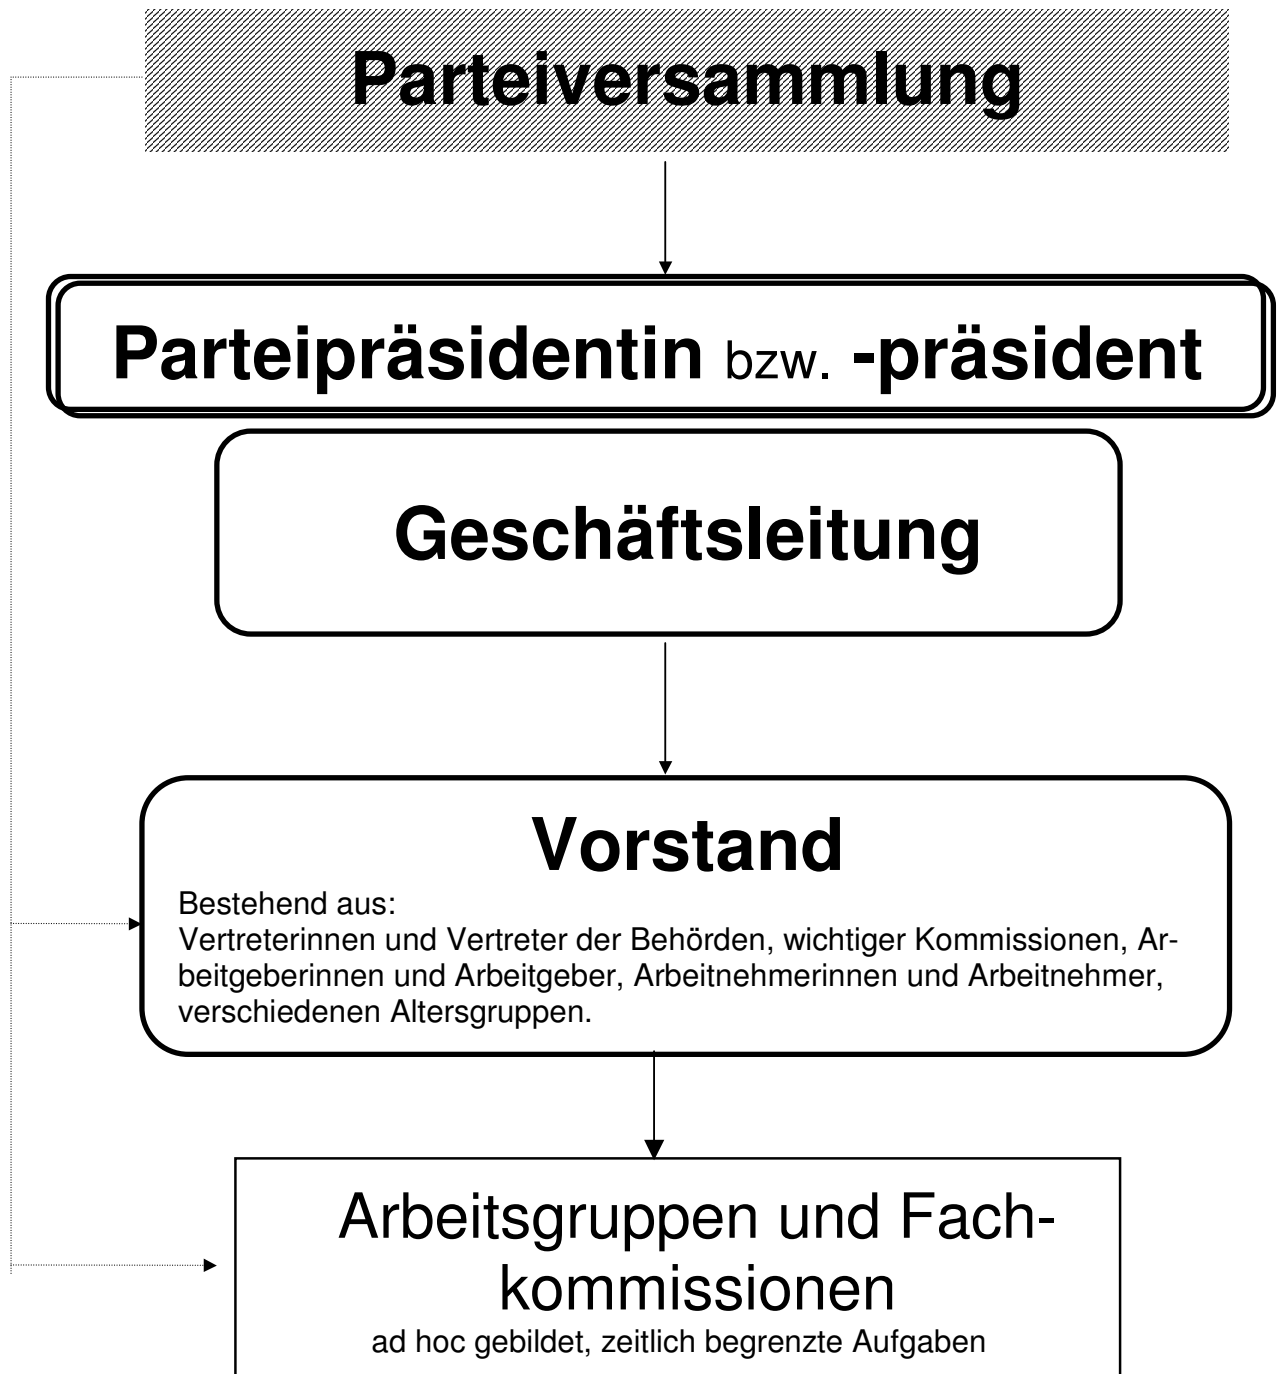 Parteiversammlung
Parteipräsidentin bzw. -präsident
Geschäftsleitung
Vorstand
Bestehend aus:
Vertreterinnen und Vertreter der Behörden, wichtiger Kommissionen, Ar-
beitgeberinnen und Arbeitgeber, Arbeitnehmerinnen und Arbeitnehmer,
verschiedenen Altersgruppen.
Arbeitsgruppen und Fach-
kommissionen
ad hoc gebildet, zeitlich begrenzte Aufgaben